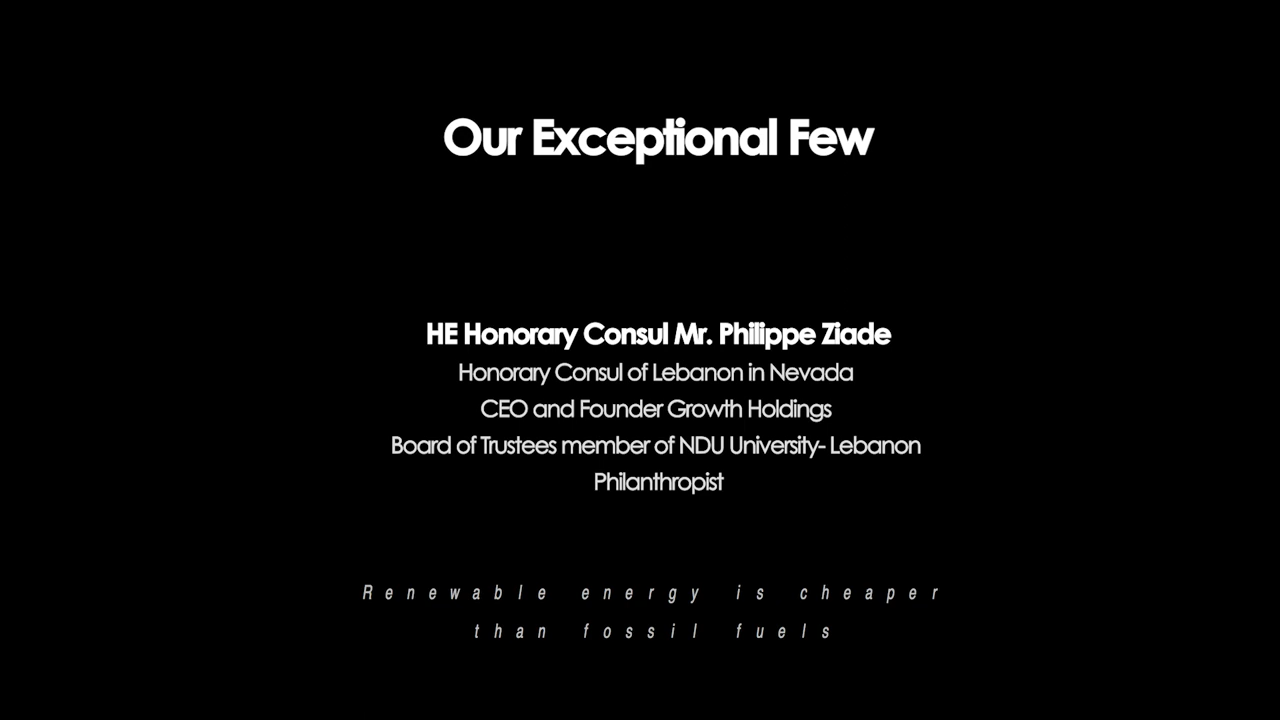 Our Exceptional Few
HE Honorary Consul Mr. Philippe Ziade
Honorary Consul of Lebanon in Nevada
CEO and Founder Growth Holdings
Board of Trustees member of NDU University- Lebanon
Philanthropist
Renewable energy is cheaper
than fossil fuels